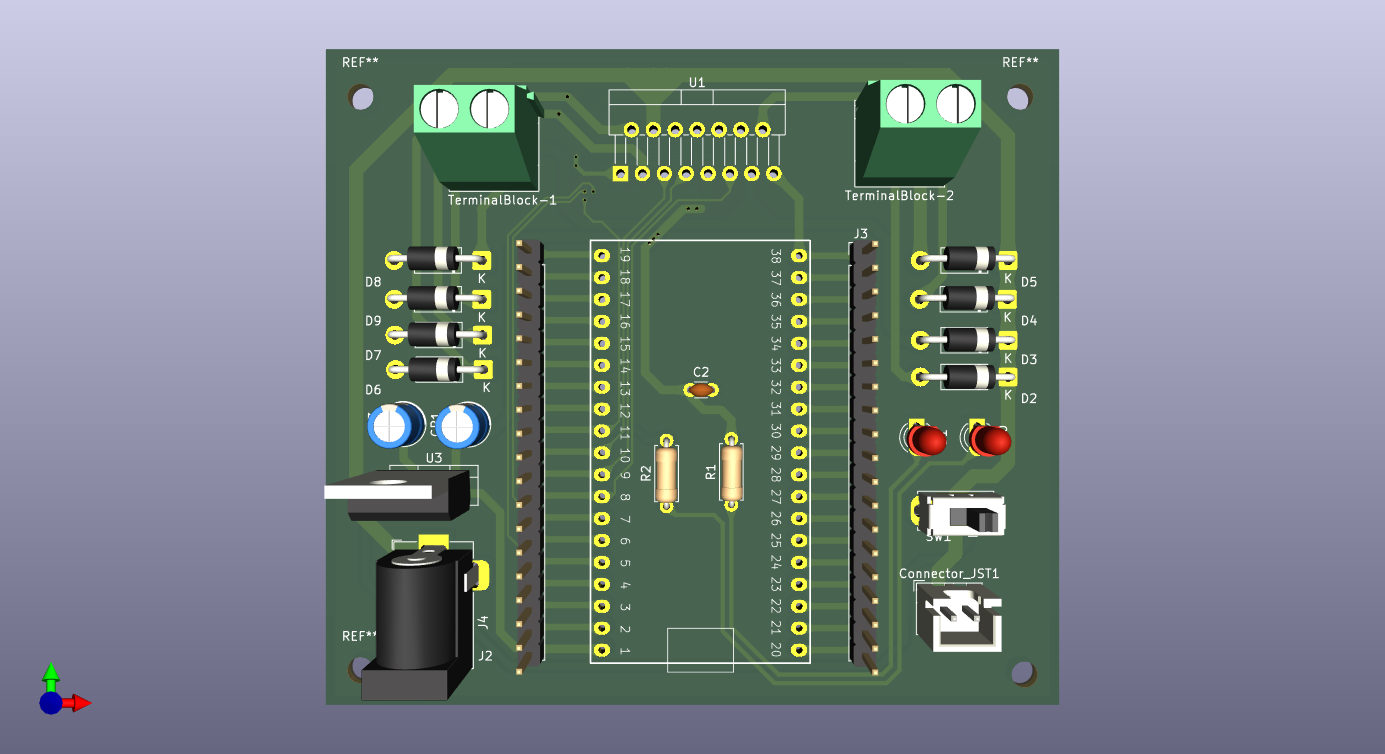 REF**
REF**
U1
TerminalBlock-1
TerminalBlock-2
J3
19
18
17
16
15
14
13
12
11
10
9
8
7
6
5
4
3
2
1
38
37
36
35
34
33
32
31
30
29
28
27
26
25
24
23
22
21
20
K
D8
K
D9
K
D7
K
D6
K
D5
K
D4
K
D3
K
D2
C2
R2
R1
U3
SW1
Connector_JST1
J4
REF**
J2